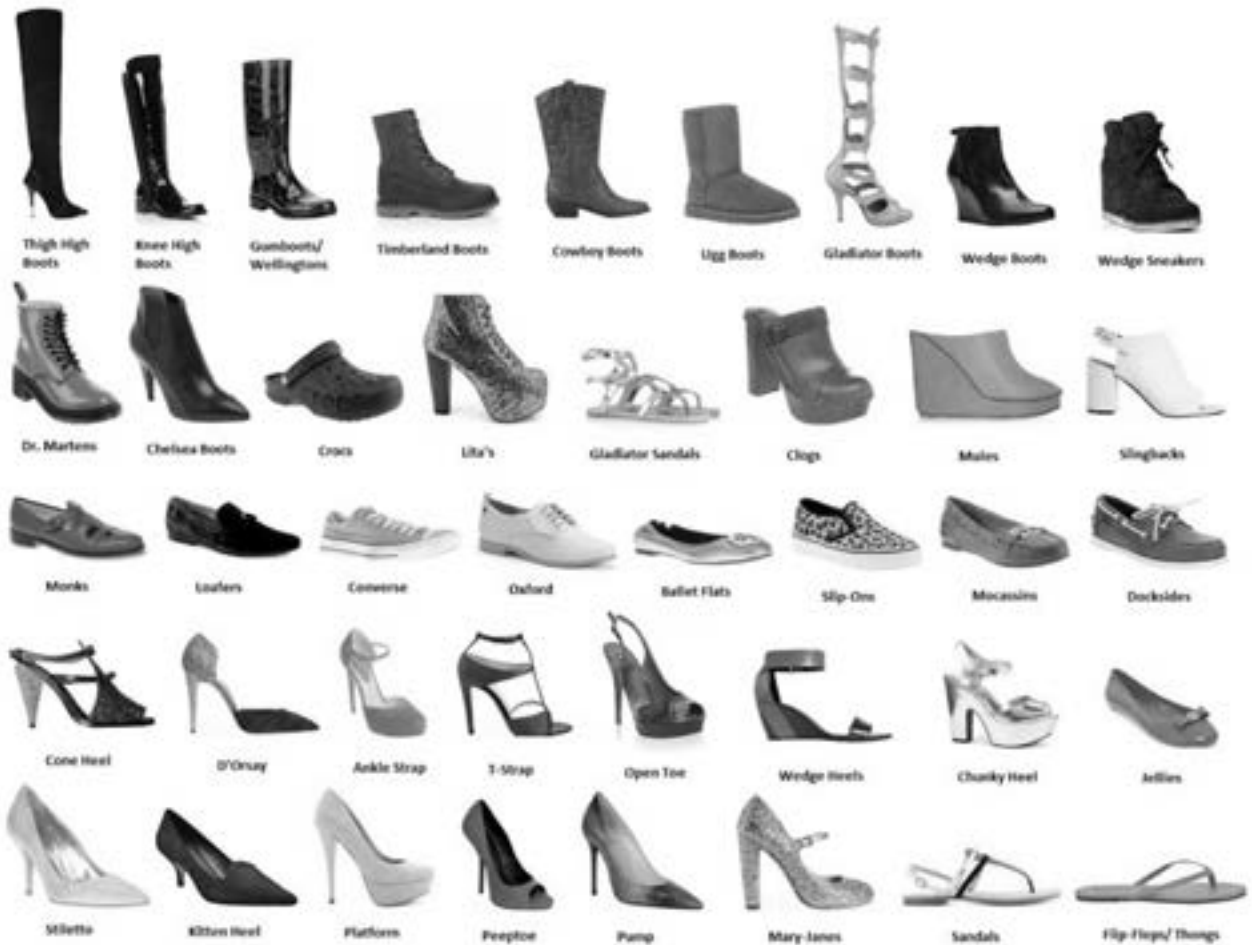 Thigh High
Boots
Knee High
Boots
Gumboots/
Wellingtons
Timberland Boots
Cowboy Boots
Ugg Boots
Gladiator Boots
Wedge Boots
Wedge Sneakers
Dr. Martens
Chelsea Boots
Crocs
Lita's
Gladiator Sandals
Clogs
Mules
Slingbacks
Monks
Loafers
Converse
Oxford
Ballet Flats
Slip-Ons
Mocassins
Docksides
Cone Heel
D'Orsay
Ankle Strap
T-Strap
Open Toe
Wedge Heels
Chunky Heel
Jellies
Stiletto
Kitten Heel
Platform
Peeptoe
Pump
Mary-Janes
Sandals
Flip-Flops/ Thongs